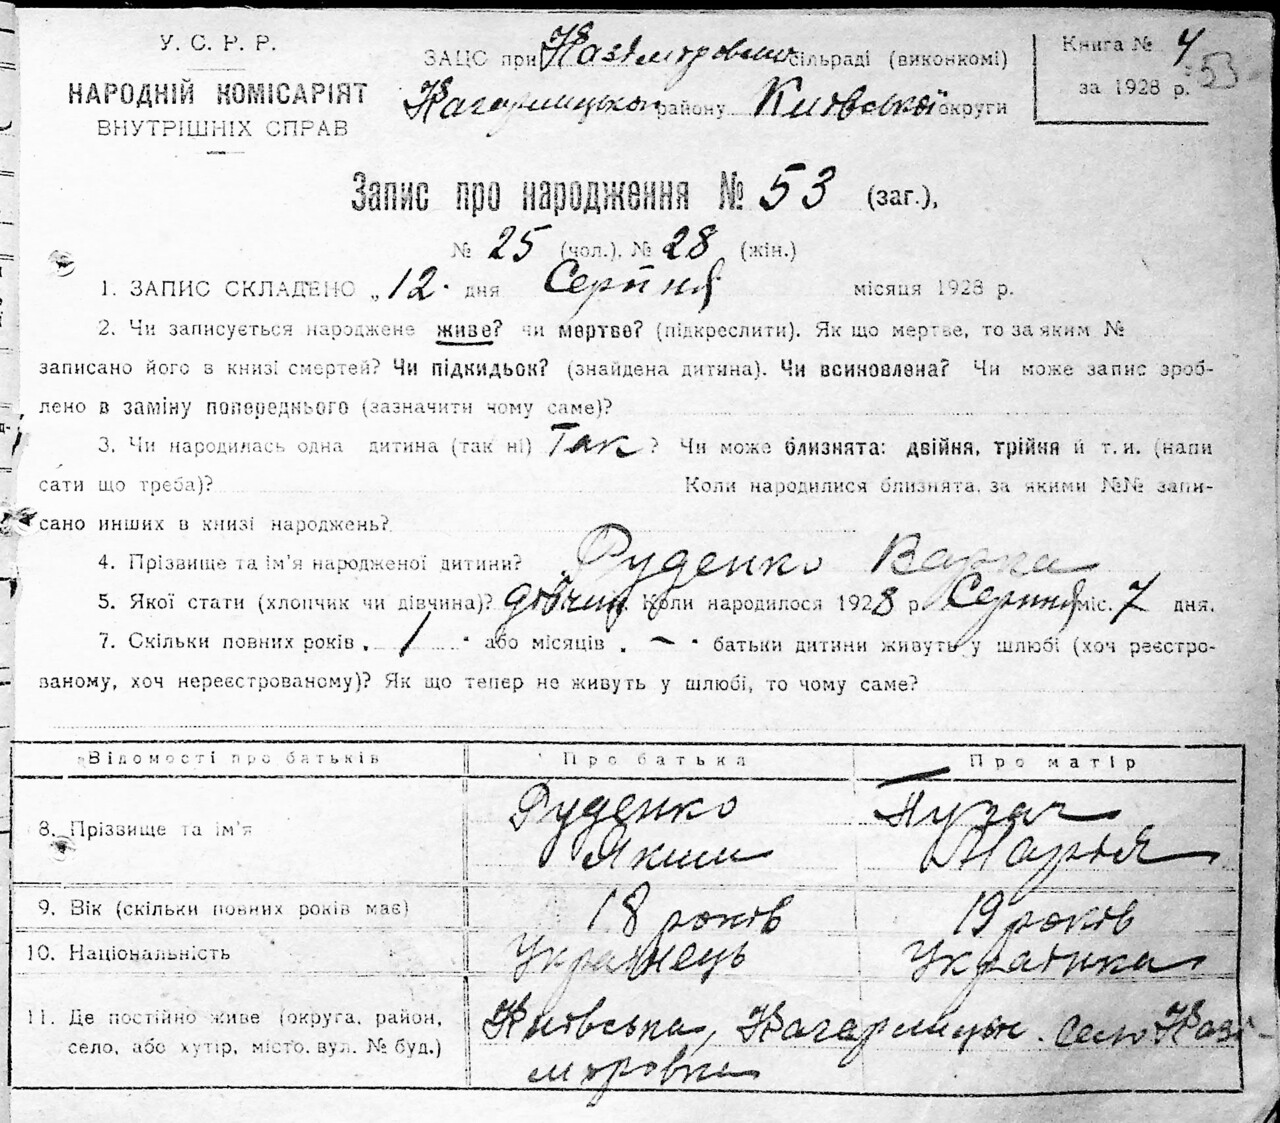 У. С. Р. Р.
НАРОДНІЙ КОМІСАРІЯТ
ВНУТРІШНІХ СПРАВ
ЗАЦС при Казімировському сільраді (виконкомі)
Кагарлицького району Київської округи
Книга № 4
за 1928 р. 53
Запис про народження № 53 (заг.),
№ 25 (чол.), № 28 (жін.)
1. ЗАПИС СКЛАДЕНО „12" дня Серпня місяця 1928 р.
2. Чи записується народжене живе? чи мертве? (підкреслити). Як що мертве, то за яким №
записано його в книзі смертей? Чи підкидьок? (знайдена дитина). Чи всиновлена? Чи може запис зроб-
лено в заміну попереднього (зазначити чому саме)?
3. Чи народилась одна дитина (так ні) Так ? Чи може близнята: двійня, трійня й т. и. (напи
сати що треба)? Коли народилися близнята, за якими №№ запи-
сано инших в книзі народжень?
4. Прізвище та ім'я народженої дитини? Руденко Варка
5. Якої стати (хлопчик чи дівчина)? дівчина Коли народилося 1928 р. Серпня міс. 7 дня.
7. Скільки повних років 1 або місяців — батьки дитини живуть у шлюбі (хоч реєстро-
ваному, хоч нереєстрованому)? Як що тепер не живуть у шлюбі, то чому саме?
Відомості про батьків Про батька Про матір
8. Прізвище та ім'я Руденко Пугач
Яким Марія
9. Вік (скільки повних років має) 18 років 19 років
10. Національність Українець Українка
11. Де постійно живе (округа, район, Київська, Кагарлицьк. село Казі-
село, або хутір, місто, вул. № буд.) мировка